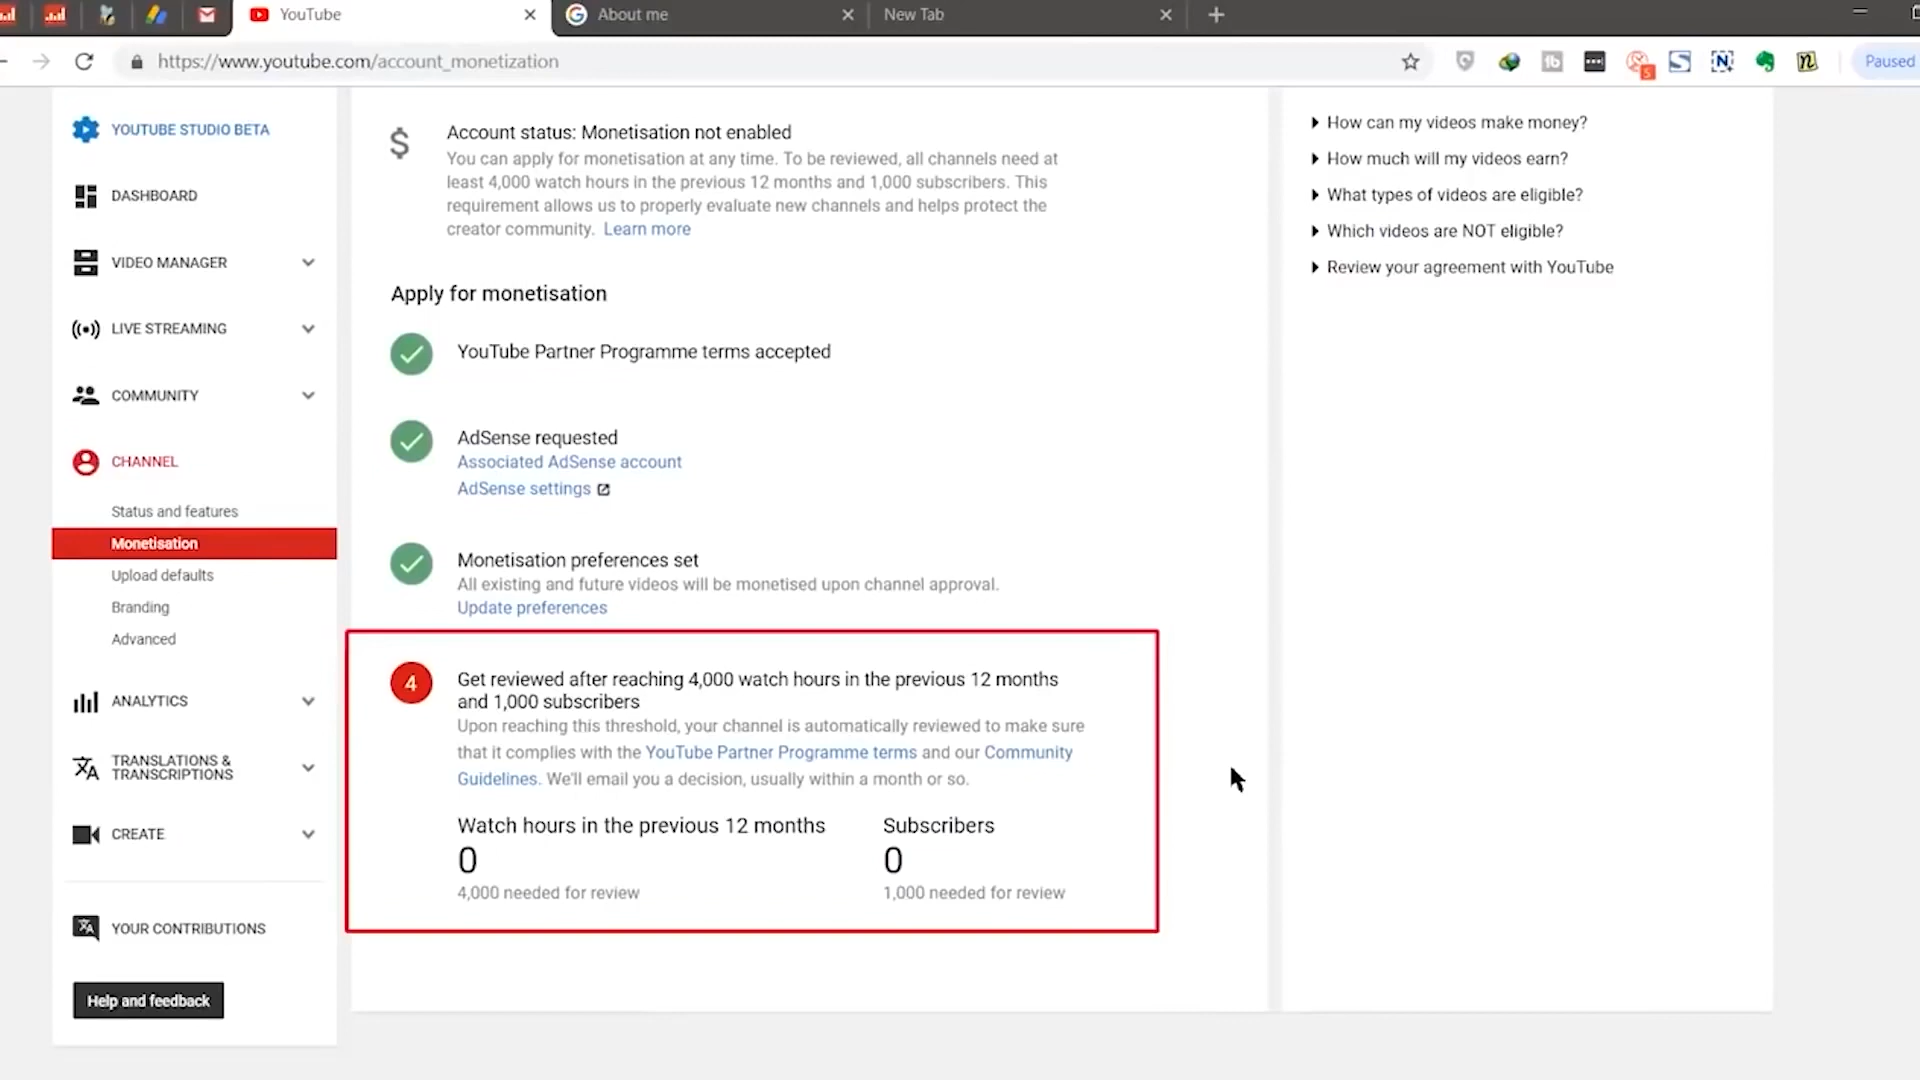 YouTube
About me
New Tab
https://www.youtube.com/account_monetization
Paused
YOUTUBE STUDIO BETA
DASHBOARD
VIDEO MANAGER
LIVE STREAMING
COMMUNITY
CHANNEL
Status and features
Monetisation
Upload defaults
Branding
Advanced
ANALYTICS
TRANSLATIONS &
TRANSCRIPTIONS
CREATE
YOUR CONTRIBUTIONS
Help and feedback
Account status: Monetisation not enabled
You can apply for monetisation at any time. To be reviewed, all channels need at
least 4,000 watch hours in the previous 12 months and 1,000 subscribers. This
requirement allows us to properly evaluate new channels and helps protect the
creator community. Learn more
Apply for monetisation
YouTube Partner Programme terms accepted
AdSense requested
Associated AdSense account
AdSense settings
Monetisation preferences set
All existing and future videos will be monetised upon channel approval.
Update preferences
4
Get reviewed after reaching 4,000 watch hours in the previous 12 months
and 1,000 subscribers
Upon reaching this threshold, your channel is automatically reviewed to make sure
that it complies with the YouTube Partner Programme terms and our Community
Guidelines. We'll email you a decision, usually within a month or so.
Watch hours in the previous 12 months
0
4,000 needed for review
Subscribers
0
1,000 needed for review
How can my videos make money?
How much will my videos earn?
What types of videos are eligible?
Which videos are NOT eligible?
Review your agreement with YouTube